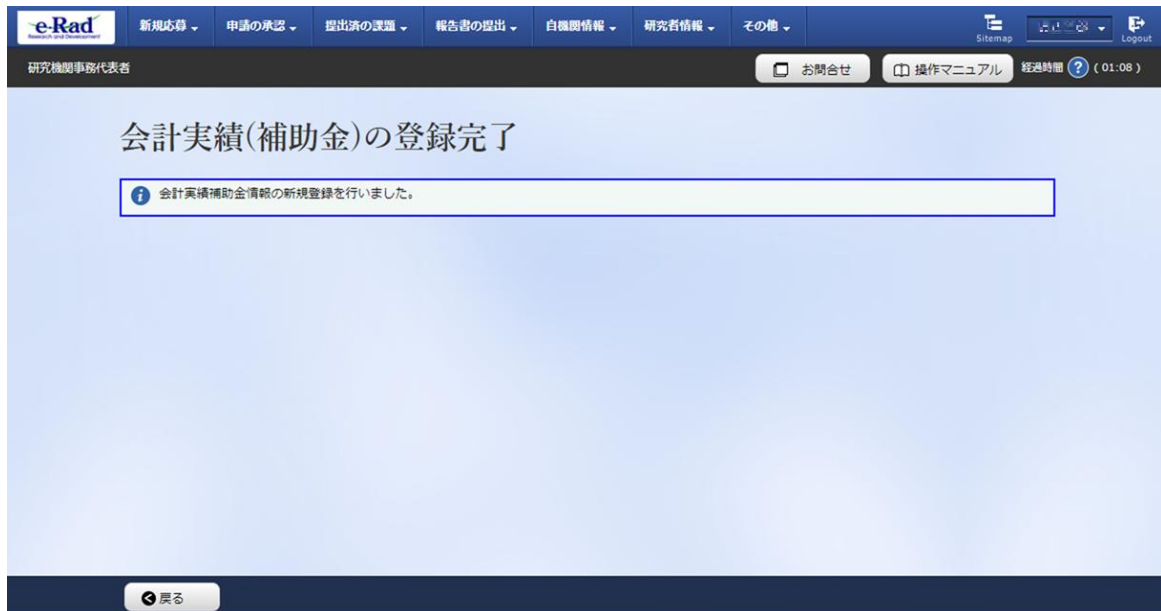 e-Rad
Research and Development
新規応募
申請の承認
提出済の課題
報告書の提出
自機関情報
研究者情報
その他
Sitemap
Logout
研究機関事務代表者
お問合せ
操作マニュアル
経過時間 ? ( 01:08 )
会計実績(補助金)の登録完了
会計実績補助金情報の新規登録を行いました。
戻る